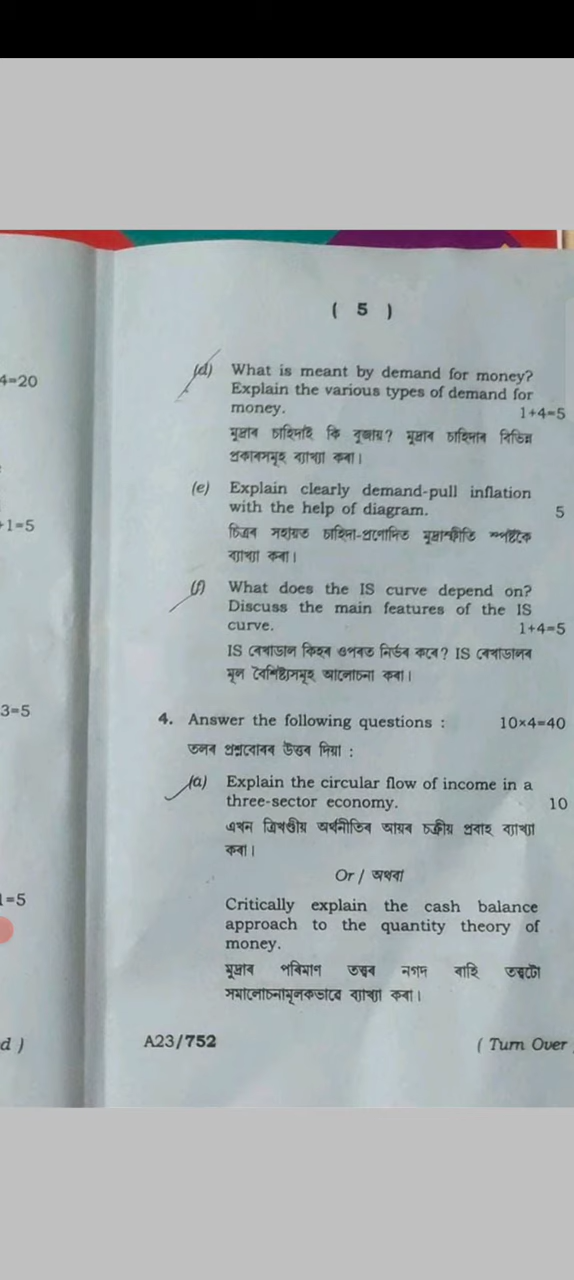 ( 5 )
4=20
(d) What is meant by demand for money?
Explain the various types of demand for
money. 1+4=5
মুদ্ৰাৰ চাহিদাই কি বুজায়? মুদ্ৰাৰ চাহিদাৰ বিভিন্ন
প্ৰকাৰসমূহ ব্যাখ্যা কৰা।
(e) Explain clearly demand-pull inflation
with the help of diagram. 5
+1=5
চিত্ৰৰ সহায়ত চাহিদা-প্ৰণোদিত মুদ্ৰাস্ফীতি স্পষ্টকৈ
ব্যাখ্যা কৰা।
(f) What does the IS curve depend on?
Discuss the main features of the IS
curve. 1+4=5
IS ৰেখাডাল কিহৰ ওপৰত নিৰ্ভৰ কৰে? IS ৰেখাডালৰ
মূল বৈশিষ্ট্যসমূহ আলোচনা কৰা।
3=5
4. Answer the following questions : 10×4=40
তলৰ প্ৰশ্নবোৰৰ উত্তৰ দিয়া :
(a) Explain the circular flow of income in a
three-sector economy. 10
এখন ত্ৰিখণ্ডীয় অৰ্থনীতিৰ আয়ৰ চক্ৰীয় প্ৰবাহ ব্যাখ্যা
কৰা।
Or / অথবা
1=5
Critically explain the cash balance
approach to the quantity theory of
money.
মুদ্ৰাৰ পৰিমাণ তত্ত্বৰ নগদ বাহি তত্ত্বটো
সমালোচনামূলকভাৱে ব্যাখ্যা কৰা।
d )
A23/752 ( Turn Over